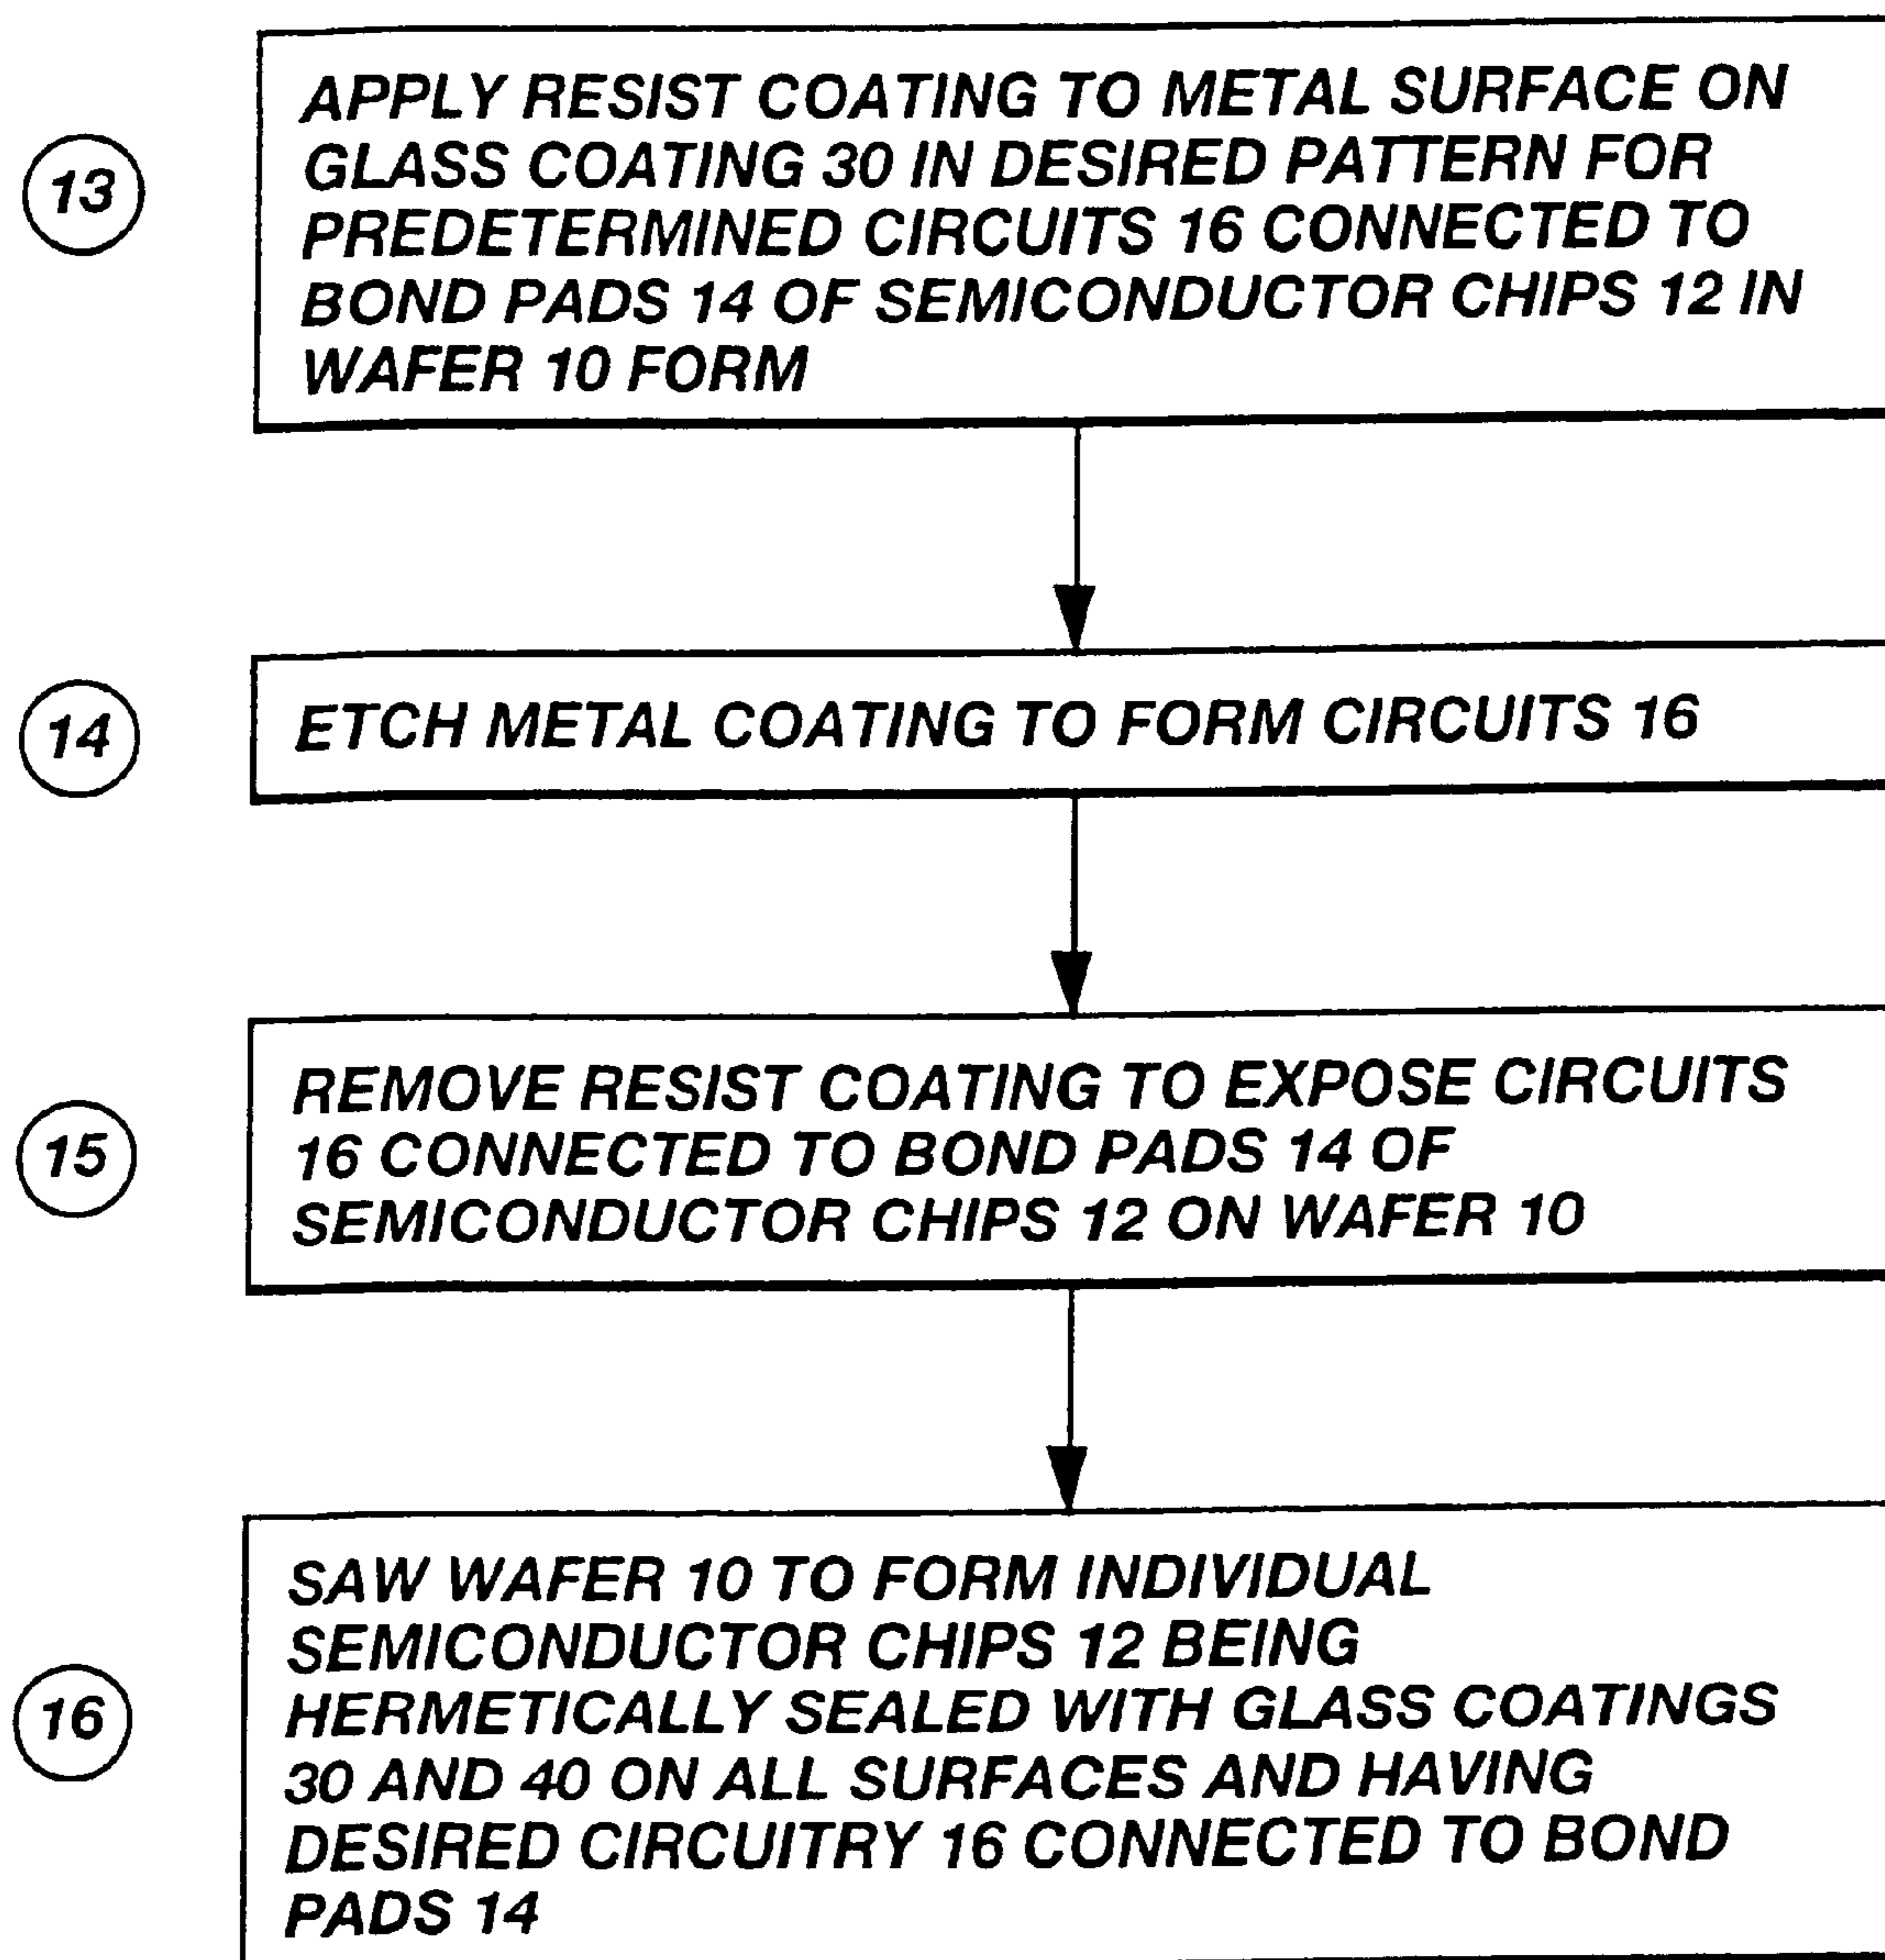 13
APPLY RESIST COATING TO METAL SURFACE ON
GLASS COATING 30 IN DESIRED PATTERN FOR
PREDETERMINED CIRCUITS 16 CONNECTED TO
BOND PADS 14 OF SEMICONDUCTOR CHIPS 12 IN
WAFER 10 FORM
14
ETCH METAL COATING TO FORM CIRCUITS 16
15
REMOVE RESIST COATING TO EXPOSE CIRCUITS
16 CONNECTED TO BOND PADS 14 OF
SEMICONDUCTOR CHIPS 12 ON WAFER 10
16
SAW WAFER 10 TO FORM INDIVIDUAL
SEMICONDUCTOR CHIPS 12 BEING
HERMETICALLY SEALED WITH GLASS COATINGS
30 AND 40 ON ALL SURFACES AND HAVING
DESIRED CIRCUITRY 16 CONNECTED TO BOND
PADS 14